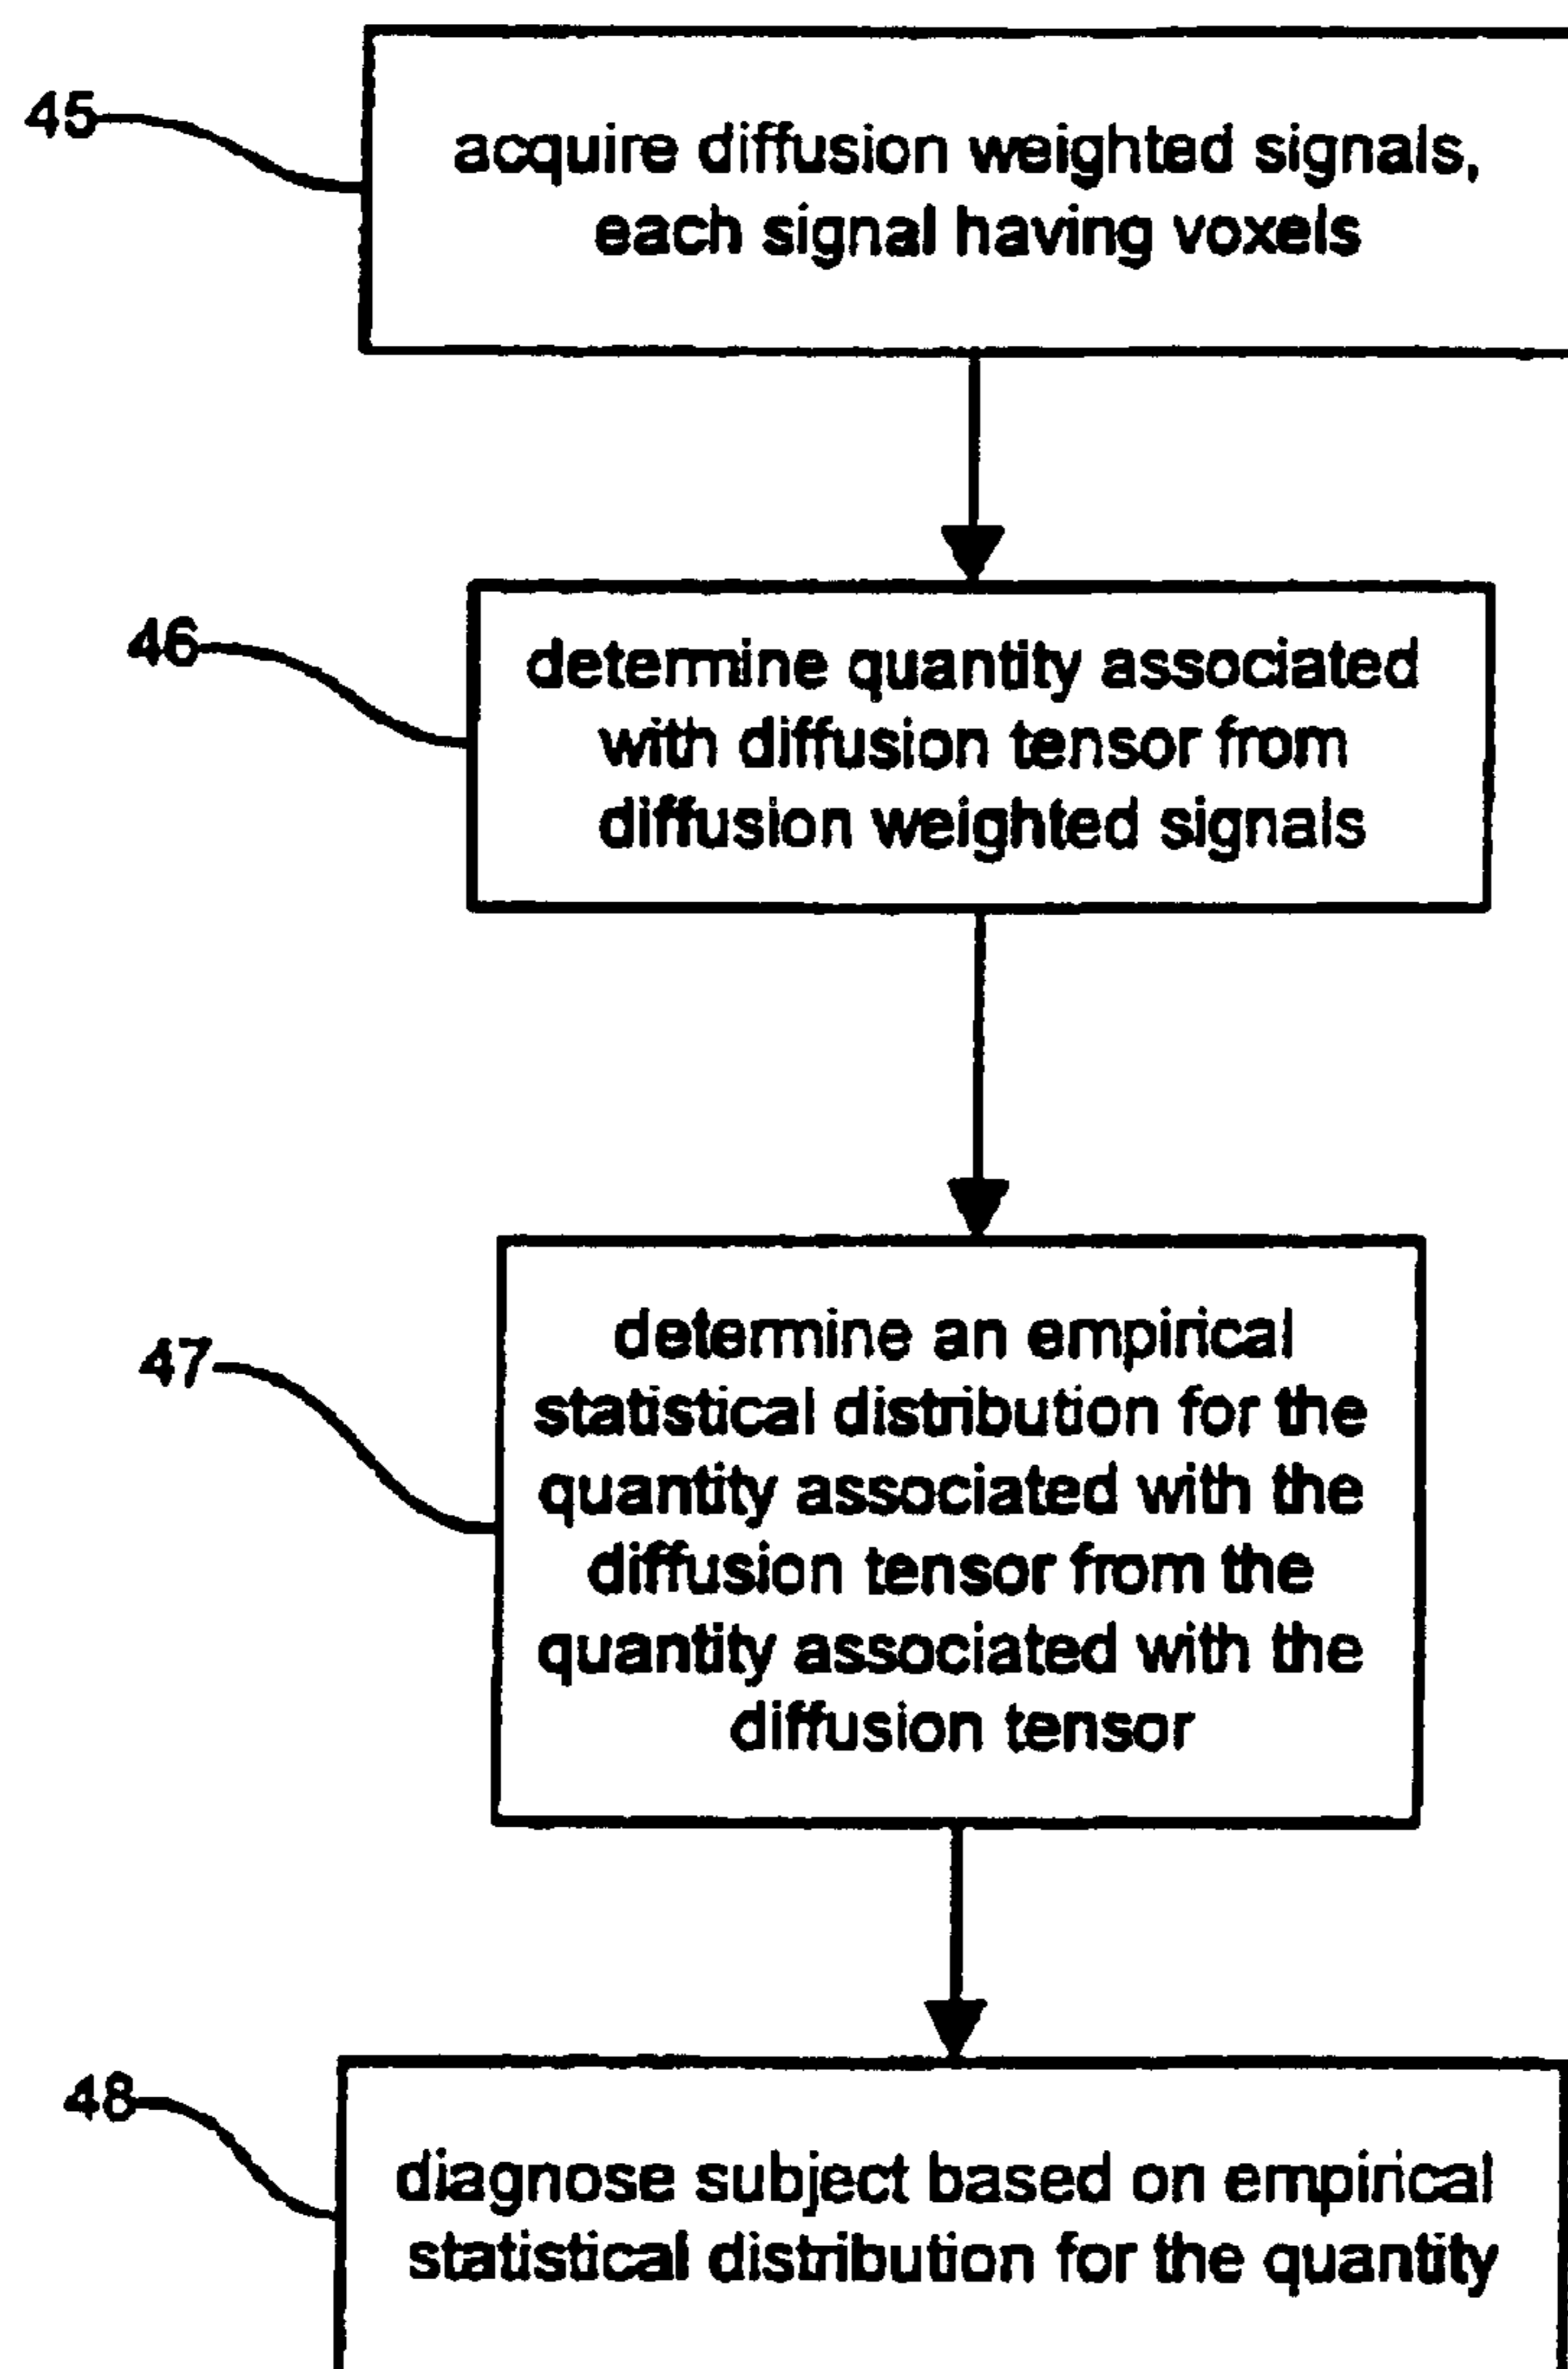 45
acquire diffusion weighted signals,
each signal having voxels
46
determine quantity associated
with diffusion tensor from
diffusion weighted signals
47
determine an empirical
statistical distribution for the
quantity associated with the
diffusion tensor from the
quantity associated with the
diffusion tensor
48
diagnose subject based on empirical
statistical distribution for the quantity